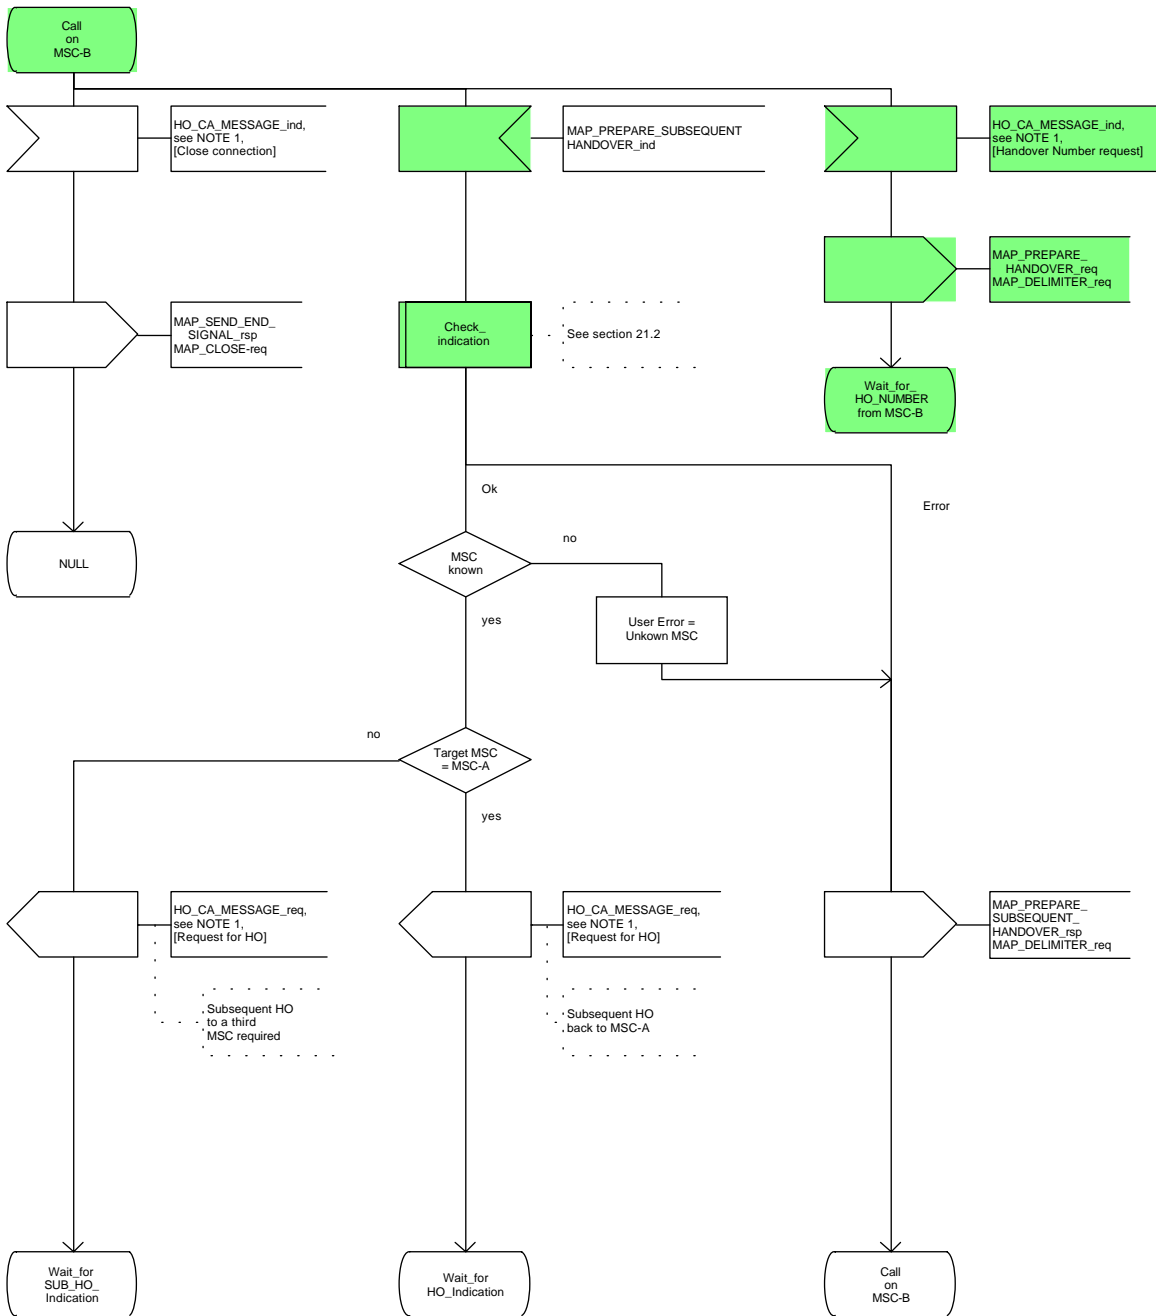 Call
on
MSC-B
HO_CA_MESSAGE_ind,
see NOTE 1,
[Close connection]
MAP_PREPARE_SUBSEQUENT
HANDOVER_ind
HO_CA_MESSAGE_ind,
see NOTE 1,
[Handover Number request]
MAP_PREPARE_
HANDOVER_req
MAP_DELIMITER_req
MAP_SEND_END_
SIGNAL_rsp
MAP_CLOSE-req
Check_
indication
See section 21.2
Wait_for_
HO_NUMBER
from MSC-B
Ok
Error
NULL
MSC
known
no
User Error =
Unkown MSC
yes
no
Target MSC
= MSC-A
yes
HO_CA_MESSAGE_req,
see NOTE 1,
[Request for HO]
HO_CA_MESSAGE_req,
see NOTE 1,
[Request for HO]
MAP_PREPARE_
SUBSEQUENT_
HANDOVER_rsp
MAP_DELIMITER_req
Subsequent HO
to a third
MSC required
Subsequent HO
back to MSC-A
Wait_for
SUB_HO_
Indication
Wait_for
HO_Indication
Call
on
MSC-B